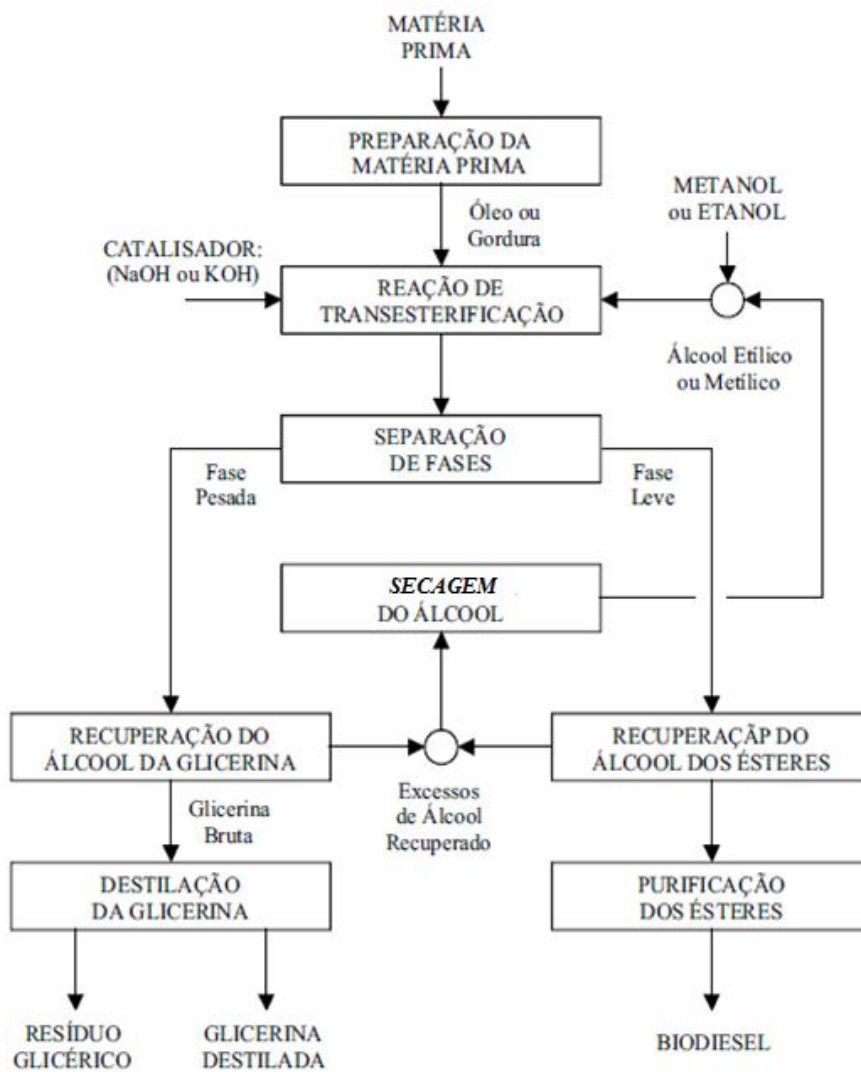 MATÉRIA
PRIMA
PREPARAÇÃO DA
MATÉRIA PRIMA
METANOL
ou ETANOL
Óleo ou
Gordura
CATALISADOR:
(NaOH ou KOH)
REAÇÃO DE
TRANSESTERIFICAÇÃO
Álcool Etílico
ou Metílico
SEPARAÇÃO
DE FASES
Fase
Pesada
Fase
Leve
SECAGEM
DO ÁLCOOL
RECUPERAÇÃO DO
ÁLCOOL DA GLICERINA
RECUPERAÇÃP DO
ÁLCOOL DOS ÉSTERES
Excessos
de Álcool
Recuperado
Glicerina
Bruta
DESTILAÇÃO
DA GLICERINA
PURIFICAÇÃO
DOS ÉSTERES
RESÍDUO
GLICÉRICO
GLICERINA
DESTILADA
BIODIESEL